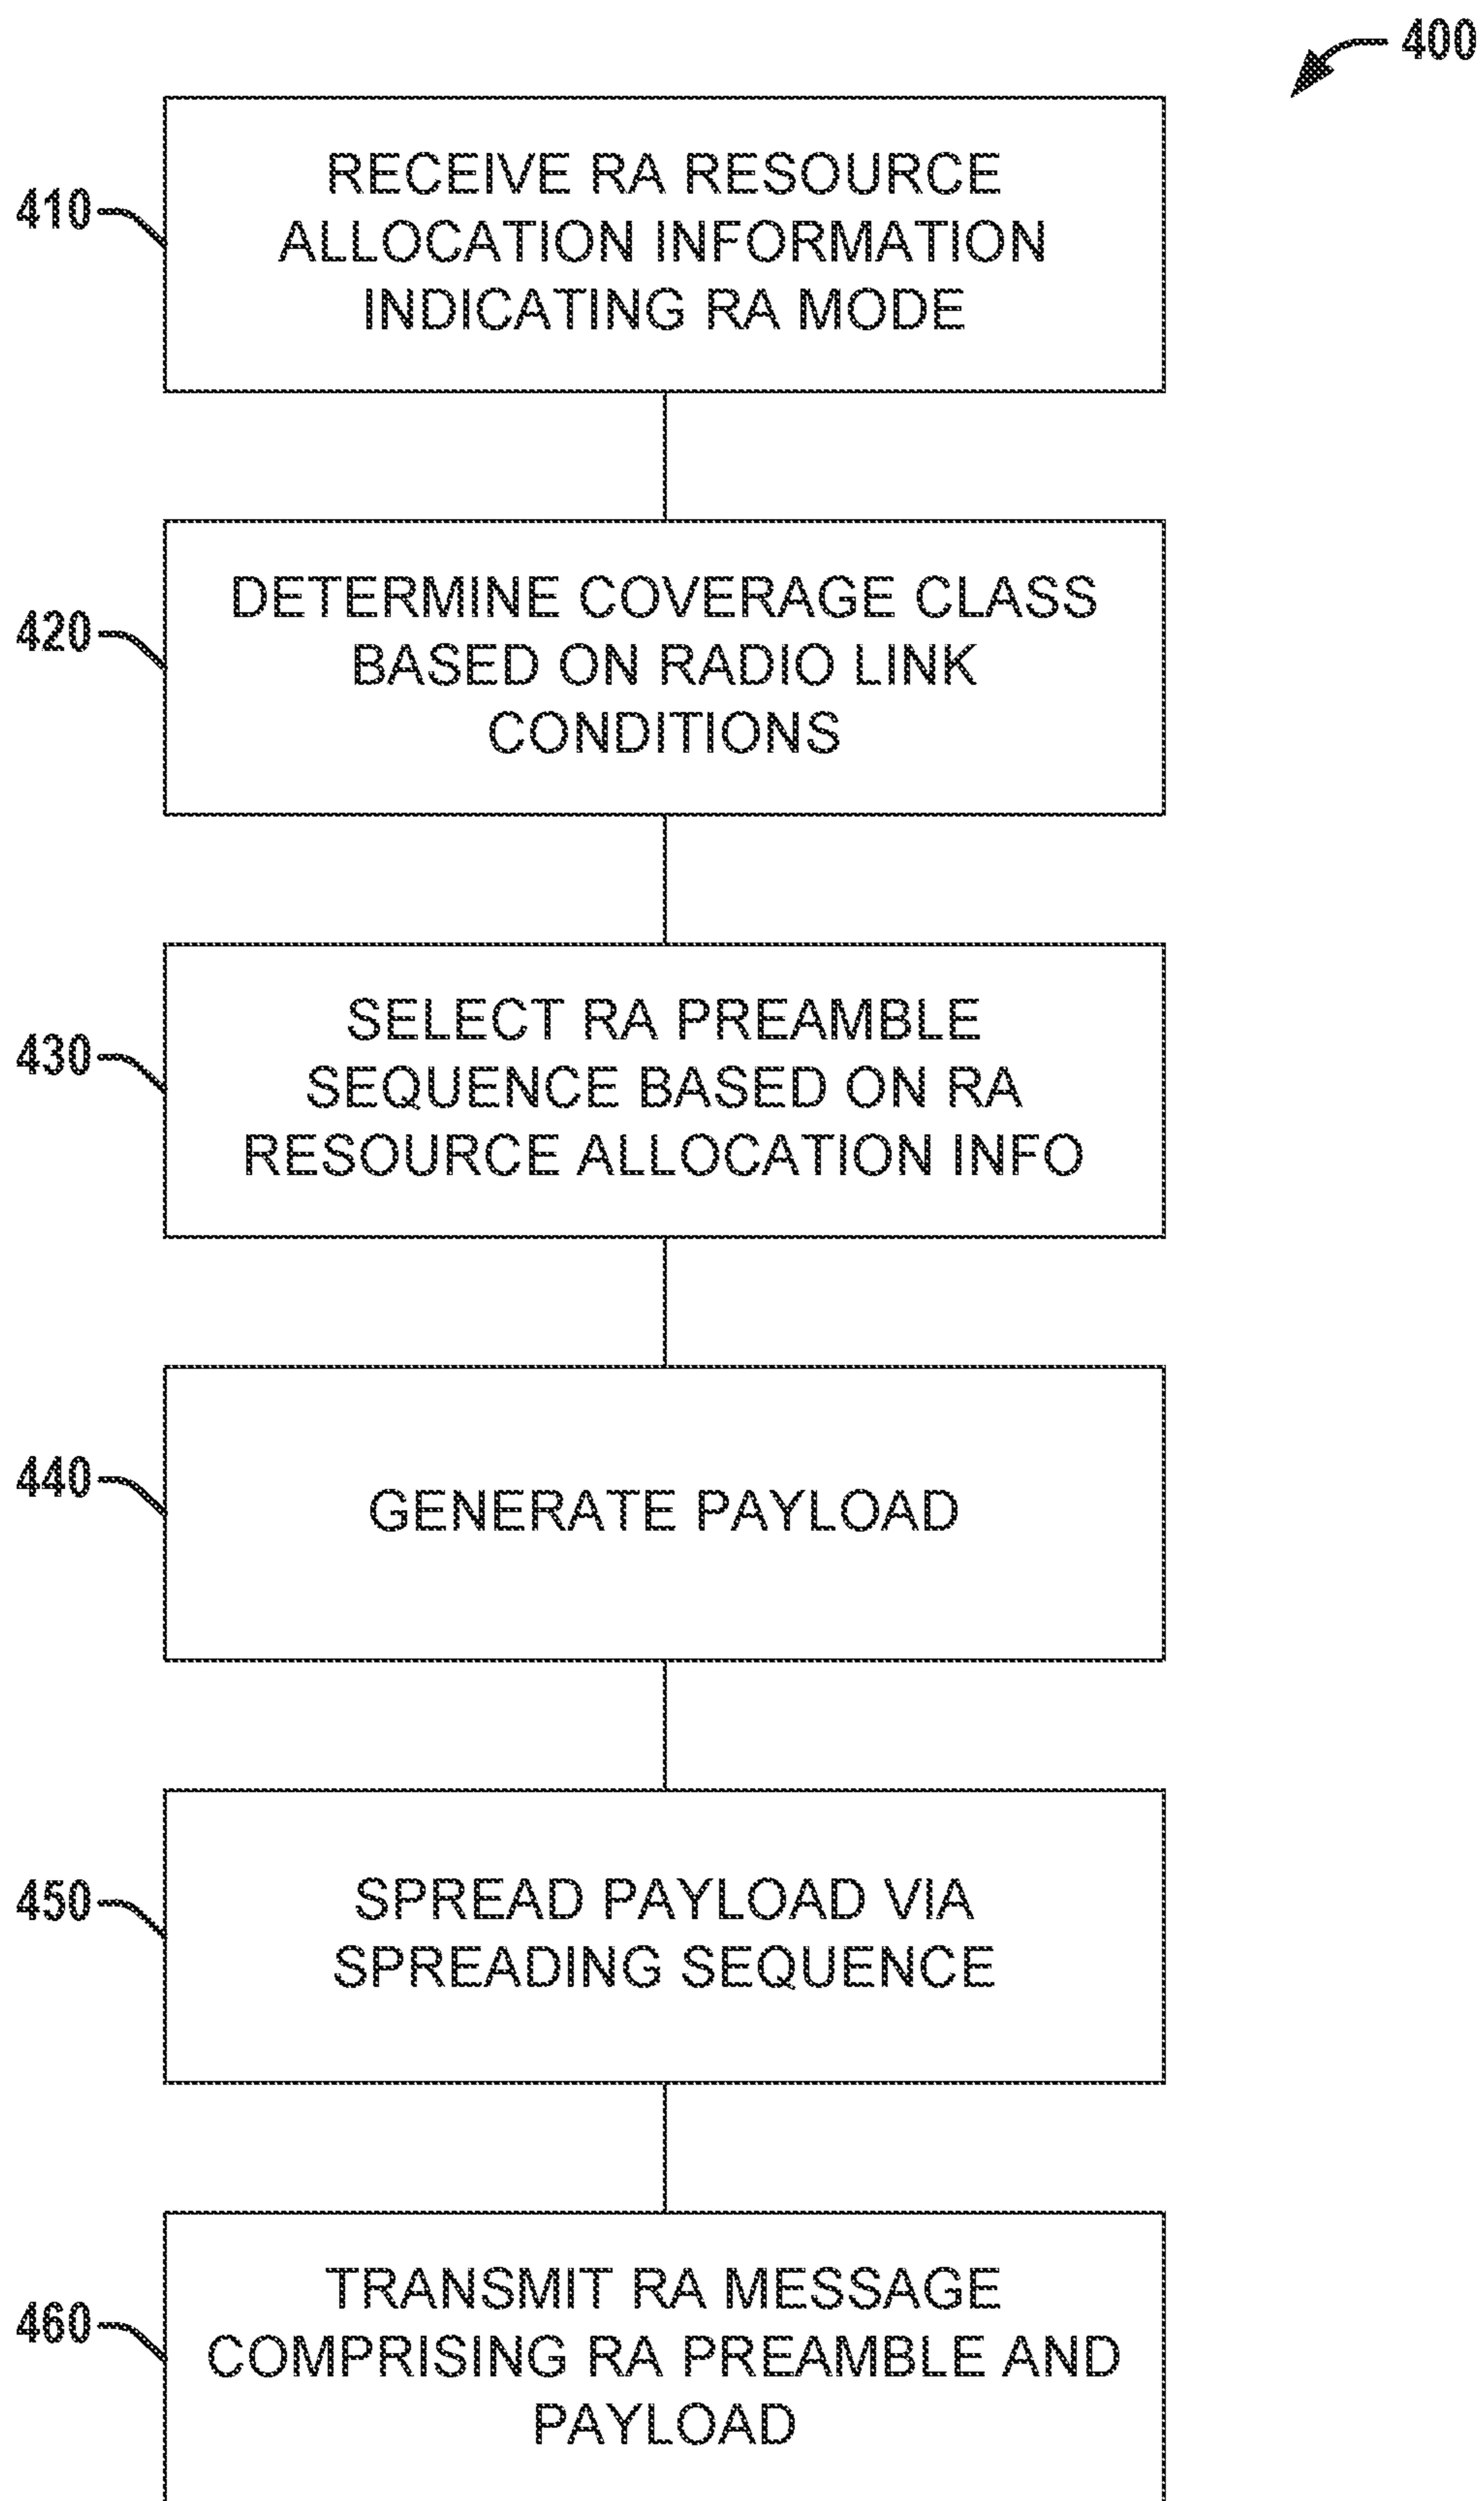 400
410
RECEIVE RA RESOURCE
ALLOCATION INFORMATION
INDICATING RA MODE
420
DETERMINE COVERAGE CLASS
BASED ON RADIO LINK
CONDITIONS
430
SELECT RA PREAMBLE
SEQUENCE BASED ON RA
RESOURCE ALLOCATION INFO
440
GENERATE PAYLOAD
450
SPREAD PAYLOAD VIA
SPREADING SEQUENCE
460
TRANSMIT RA MESSAGE
COMPRISING RA PREAMBLE AND
PAYLOAD